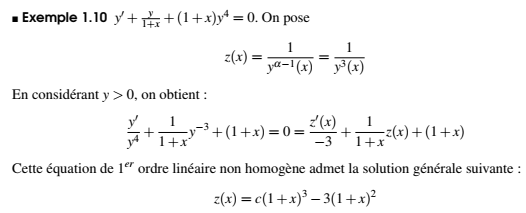 ▪ Exemple 1.10 y′ + y/(1+x) + (1+x)y⁴ = 0. On pose
z(x) = 1/(y^{α−1}(x)) = 1/(y³(x))
En considérant y > 0, on obtient :
y′/y⁴ + 1/(1+x) y⁻³ + (1+x) = 0 = z′(x)/(−3) + 1/(1+x) z(x) + (1+x)
Cette équation de 1^{er} ordre linéaire non homogène admet la solution générale suivante :
z(x) = c(1+x)³ − 3(1+x)²